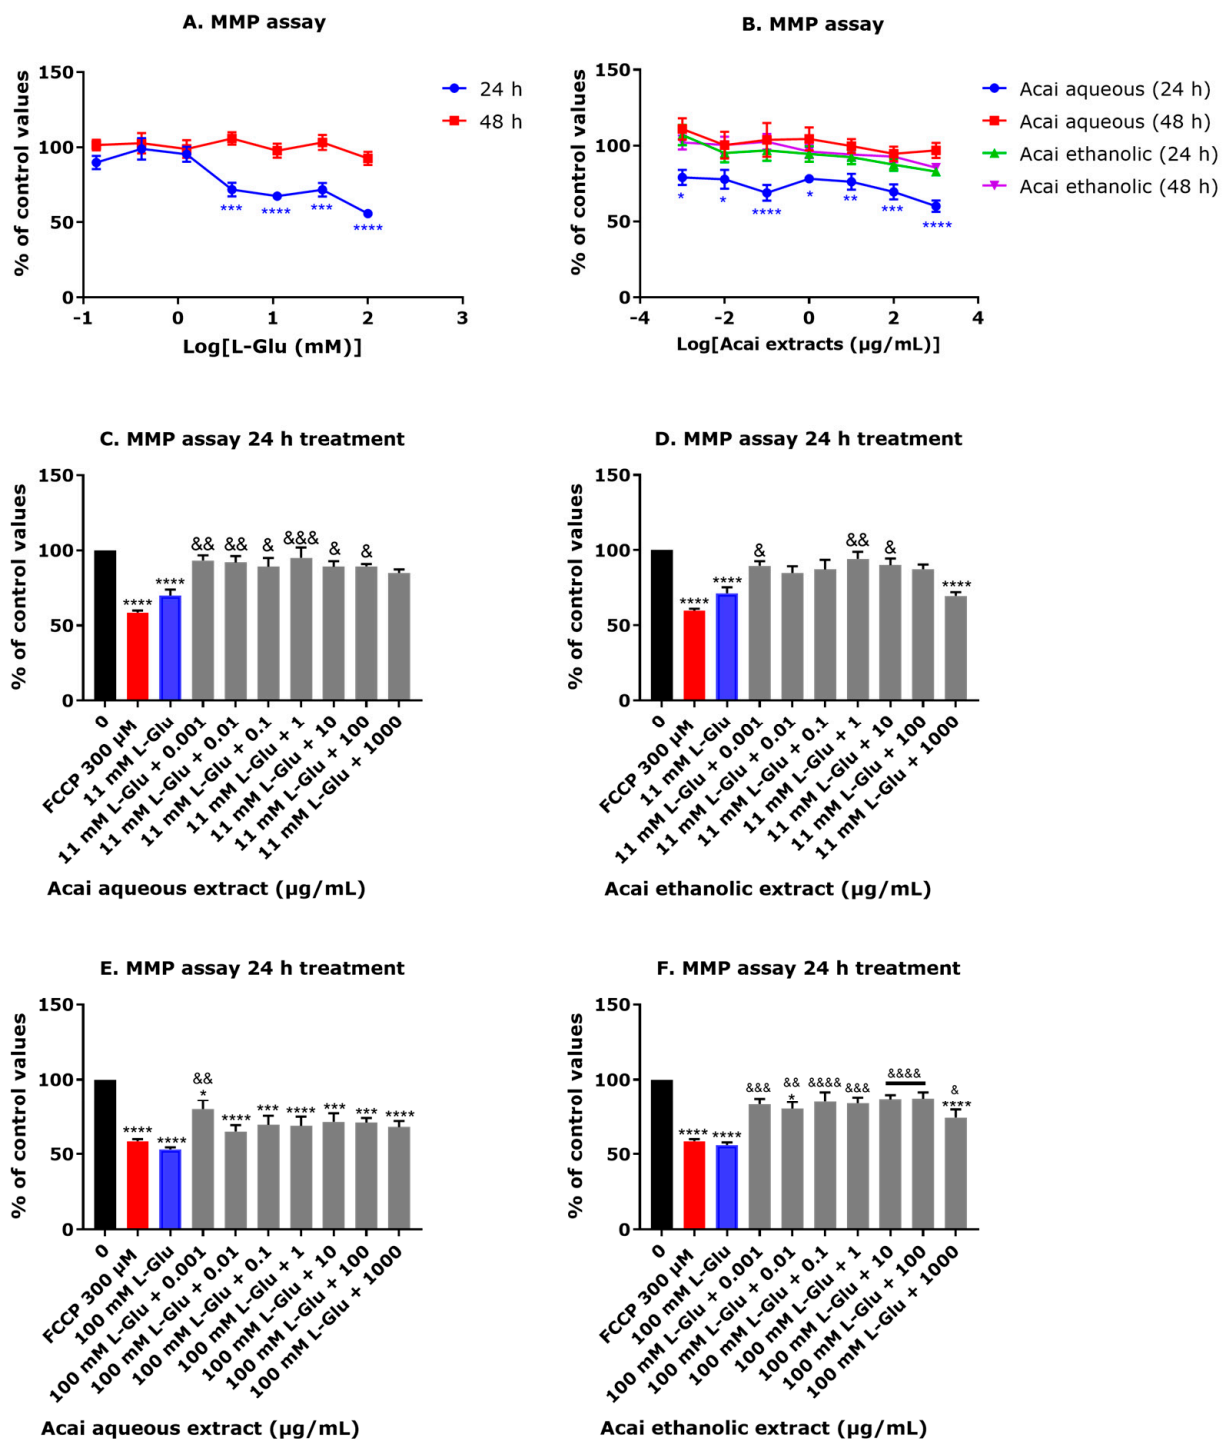 A. MMP assay
% of control values
150
100
50
0
-1
0
1
2
3
Log[L-Glu (mM)]
24 h
48 h
***
****
***
****
B. MMP assay
% of control values
150
100
50
0
-4
-2
0
2
4
Log[Acai extracts (µg/mL)]
Acai aqueous (24 h)
Acai aqueous (48 h)
Acai ethanolic (24 h)
Acai ethanolic (48 h)
*
*
****
*
**
***
****
C. MMP assay 24 h treatment
% of control values
150
100
50
0
****
****
&&
&&
&
&&&
&
&
0
FCCP 300 µM
11 mM L-Glu
11 mM L-Glu + 0.001
11 mM L-Glu + 0.01
11 mM L-Glu + 0.1
11 mM L-Glu + 1
11 mM L-Glu + 10
11 mM L-Glu + 100
11 mM L-Glu + 1000
Acai aqueous extract (µg/mL)
D. MMP assay 24 h treatment
% of control values
150
100
50
0
****
****
&
&&
&
****
0
FCCP 300 µM
11 mM L-Glu
11 mM L-Glu + 0.001
11 mM L-Glu + 0.01
11 mM L-Glu + 0.1
11 mM L-Glu + 1
11 mM L-Glu + 10
11 mM L-Glu + 100
11 mM L-Glu + 1000
Acai ethanolic extract (µg/mL)
E. MMP assay 24 h treatment
% of control values
150
100
50
0
****
****
&&
*
****
***
****
***
***
****
0
FCCP 300 µM
100 mM L-Glu
100 mM L-Glu + 0.001
100 mM L-Glu + 0.01
100 mM L-Glu + 0.1
100 mM L-Glu + 1
100 mM L-Glu + 10
100 mM L-Glu + 100
100 mM L-Glu + 1000
Acai aqueous extract (µg/mL)
F. MMP assay 24 h treatment
% of control values
150
100
50
0
****
****
&&&
&&
*
&&&&
&&&
&&&&
&
****
0
FCCP 300 µM
100 mM L-Glu
100 mM L-Glu + 0.001
100 mM L-Glu + 0.01
100 mM L-Glu + 0.1
100 mM L-Glu + 1
100 mM L-Glu + 10
100 mM L-Glu + 100
100 mM L-Glu + 1000
Acai ethanolic extract (µg/mL)